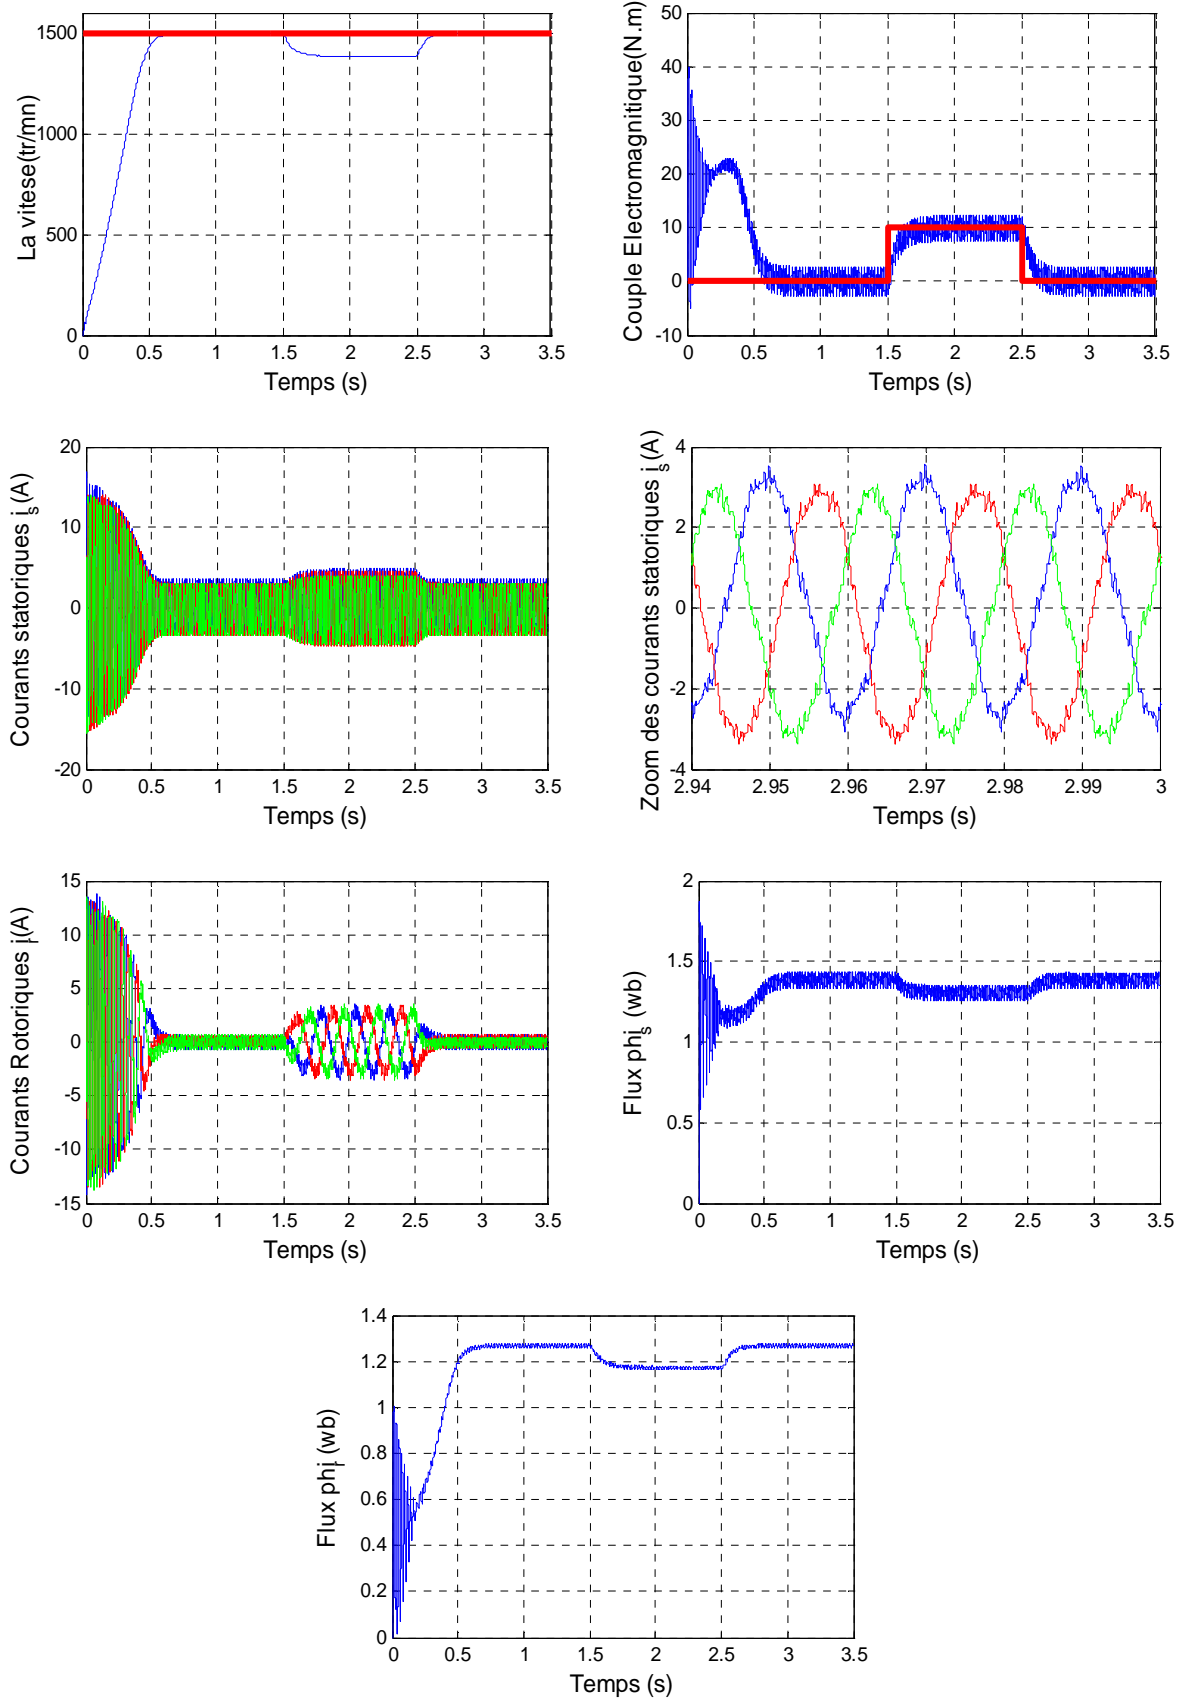 La vitese(tr/mn)
1500
1000
500
0
0 0.5 1 1.5 2 2.5 3 3.5
Temps (s)
Couple Electromagnitique(N.m)
50
40
30
20
10
0
-10
0 0.5 1 1.5 2 2.5 3 3.5
Temps (s)
Courants statoriques i_s(A)
20
10
0
-10
-20
0 0.5 1 1.5 2 2.5 3 3.5
Temps (s)
Zoom des courants statoriques i_s(A)
4
2
0
-2
-4
2.94 2.95 2.96 2.97 2.98 2.99 3
Temps (s)
Courants Rotoriques i_r(A)
15
10
5
0
-5
-10
-15
0 0.5 1 1.5 2 2.5 3 3.5
Temps (s)
Flux phi_s (wb)
2
1.5
1
0.5
0
0 0.5 1 1.5 2 2.5 3 3.5
Temps (s)
Flux phi_r (wb)
1.4
1.2
1
0.8
0.6
0.4
0.2
0
0 0.5 1 1.5 2 2.5 3 3.5
Temps (s)